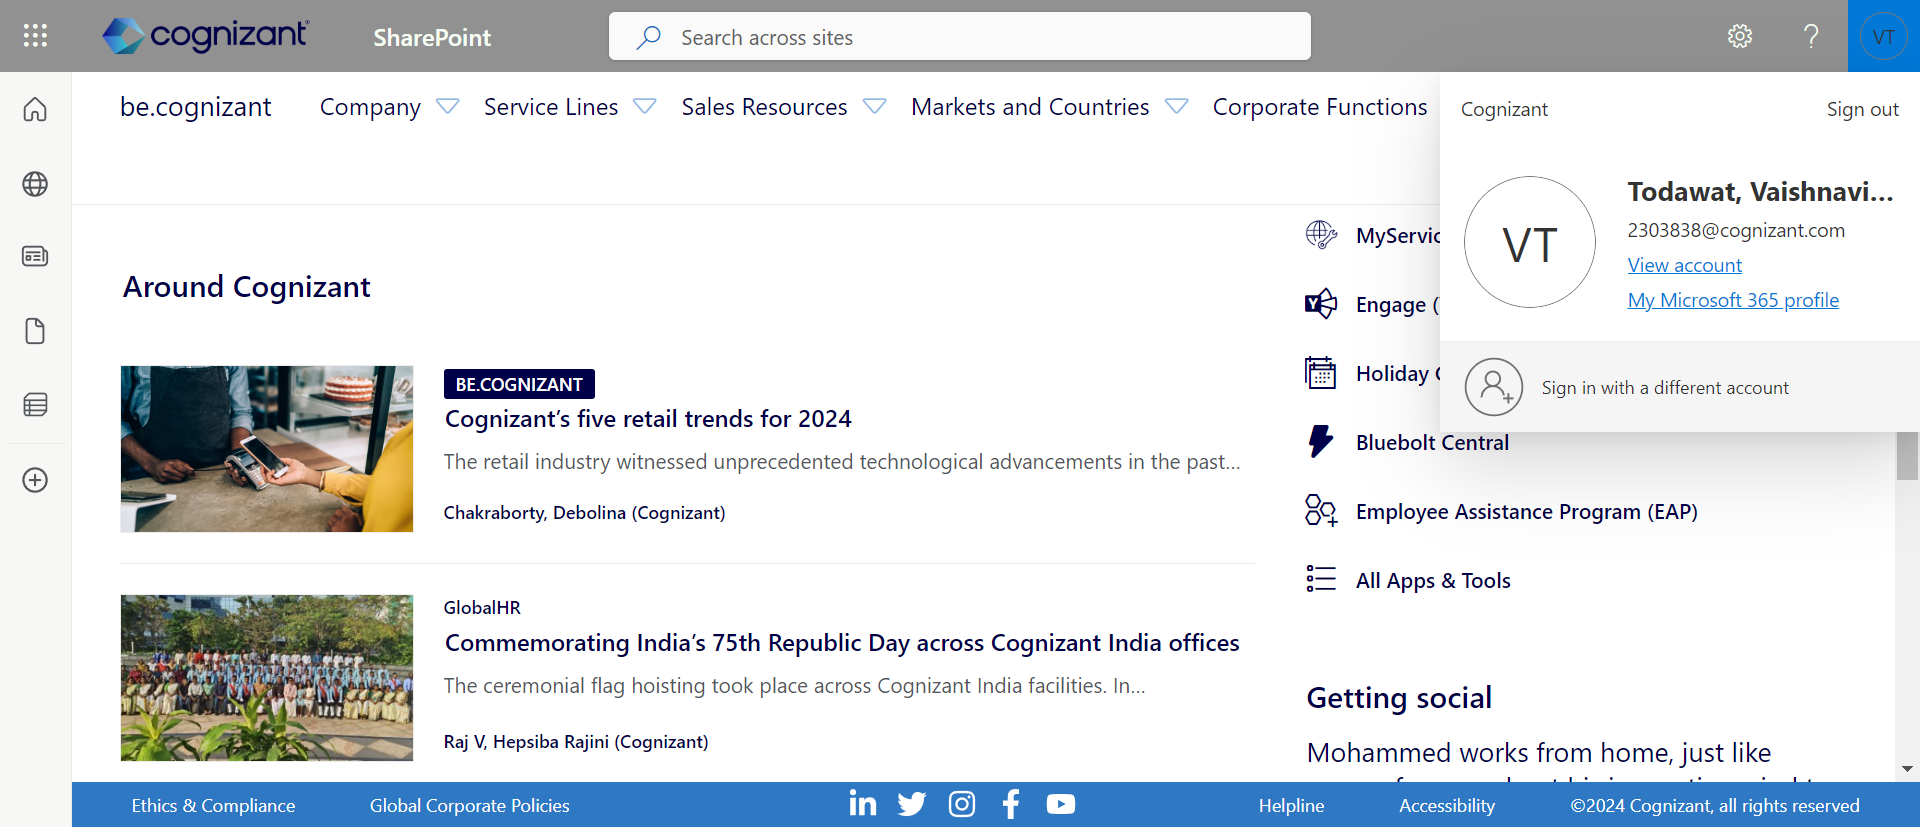 cognizant
SharePoint
Search across sites
?
VT
be.cognizant
Company
Service Lines
Sales Resources
Markets and Countries
Corporate Functions
Cognizant
Sign out
VT
Todawat, Vaishnavi...
2303838@cognizant.com
View account
My Microsoft 365 profile
Sign in with a different account
Around Cognizant
BE.COGNIZANT
Cognizant’s five retail trends for 2024
The retail industry witnessed unprecedented technological advancements in the past...
Chakraborty, Debolina (Cognizant)
GlobalHR
Commemorating India’s 75th Republic Day across Cognizant India offices
The ceremonial flag hoisting took place across Cognizant India facilities. In...
Raj V, Hepsiba Rajini (Cognizant)
Engage (
Holiday
Bluebolt Central
Employee Assistance Program (EAP)
All Apps & Tools
Getting social
Mohammed works from home, just like
Ethics & Compliance
Global Corporate Policies
Helpline
Accessibility
©2024 Cognizant, all rights reserved